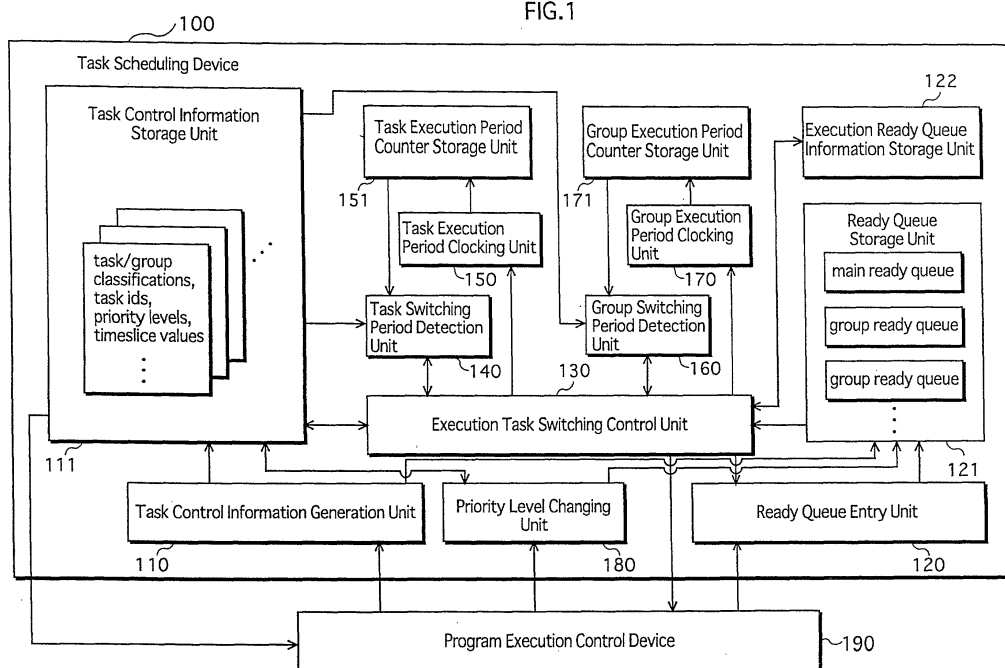 FIG.1
100
Task Scheduling Device
Task Control Information
Storage Unit
task/group
classifications,
task ids,
priority levels,
timeslice values
111
Task Execution Period
Counter Storage Unit
151
Task Execution
Period Clocking Unit
150
Task Switching
Period Detection
Unit
140
Group Execution Period
Counter Storage Unit
171
Group Execution
Period Clocking
Unit
170
Group Switching
Period Detection
Unit
160
122
Execution Ready Queue
Information Storage Unit
Ready Queue
Storage Unit
main ready queue
group ready queue
group ready queue
121
130
Execution Task Switching Control Unit
Task Control Information Generation Unit
110
Priority Level Changing
Unit
180
Ready Queue Entry Unit
120
Program Execution Control Device
190